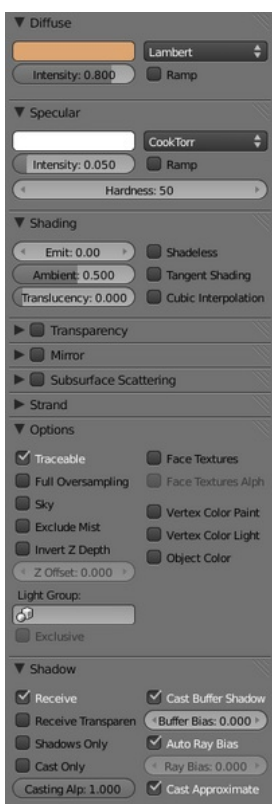 Diffuse
Lambert
Intensity: 0.800 Ramp
Specular
CookTorr
Intensity: 0.050 Ramp
Hardness: 50
Shading
Emit: 0.00 Shadeless
Ambient: 0.500 Tangent Shading
Translucency: 0.000 Cubic Interpolation
Transparency
Mirror
Subsurface Scattering
Strand
Options
Traceable Face Textures
Full Oversampling Face Textures Alph
Sky Vertex Color Paint
Exclude Mist Vertex Color Light
Invert Z Depth Object Color
Z Offset: 0.000
Light Group:
Exclusive
Shadow
Receive Cast Buffer Shadow
Receive Transparen Buffer Bias: 0.000
Shadows Only Auto Ray Bias
Cast Only Ray Bias: 0.000
Casting Alp: 1.000 Cast Approximate